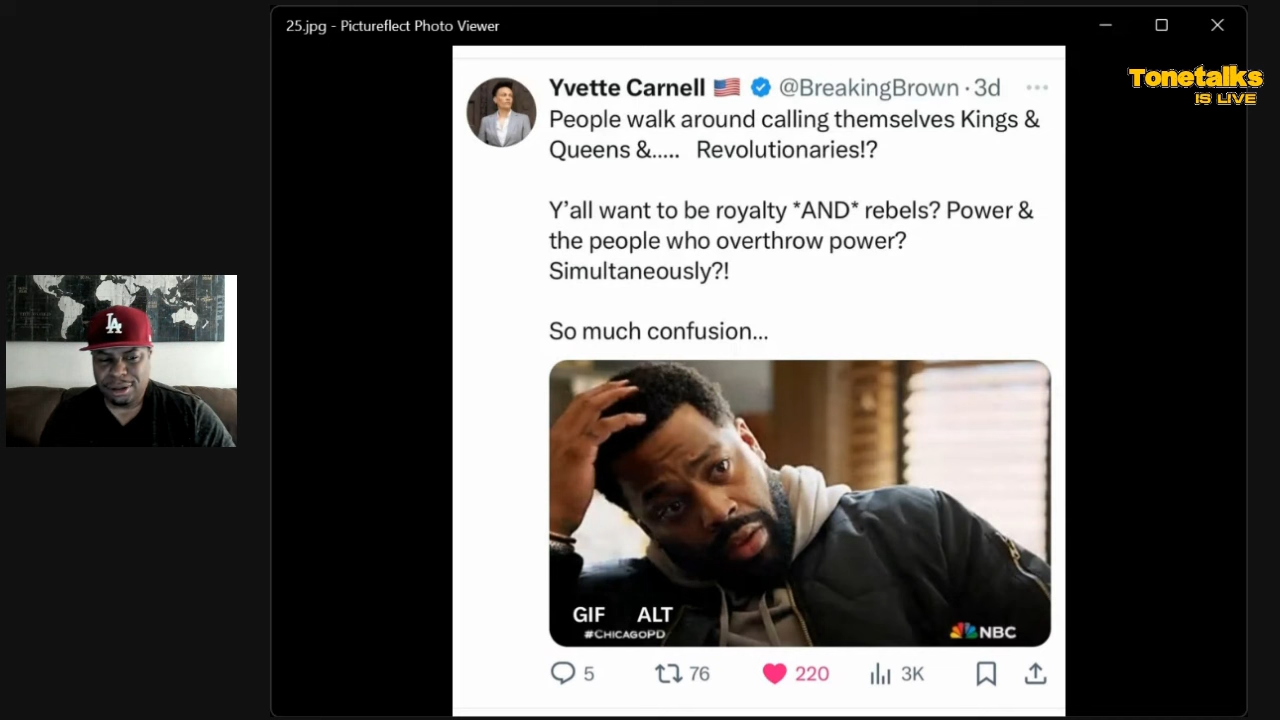 25.jpg - Pictureflect Photo Viewer
Tonetalks
IS LIVE
Yvette Carnell 🇺🇸 @BreakingBrown · 3d
People walk around calling themselves Kings &
Queens &..... Revolutionaries!?
Y’all want to be royalty *AND* rebels? Power &
the people who overthrow power?
Simultaneously?!
So much confusion...
LA
GIF ALT
#CHICAGOPD
NBC
5 76 220 3K